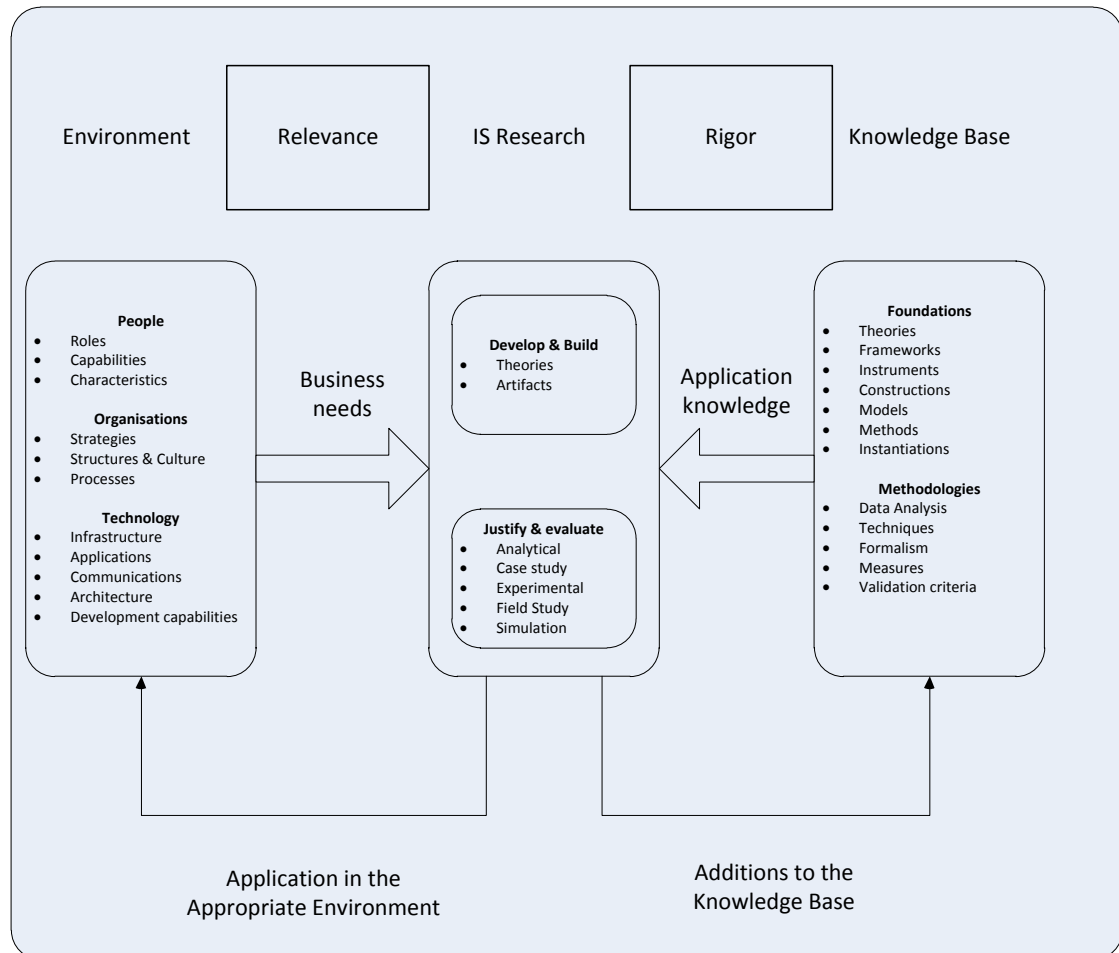 Environment
Relevance
IS Research
Rigor
Knowledge Base
People
• Roles
• Capabilities
• Characteristics
Organisations
• Strategies
• Structures & Culture
• Processes
Technology
• Infrastructure
• Applications
• Communications
• Architecture
• Development capabilities
Business
needs
Develop & Build
• Theories
• Artifacts
Justify & evaluate
• Analytical
• Case study
• Experimental
• Field Study
• Simulation
Application
knowledge
Foundations
• Theories
• Frameworks
• Instruments
• Constructions
• Models
• Methods
• Instantiations
Methodologies
• Data Analysis
• Techniques
• Formalism
• Measures
• Validation criteria
Application in the
Appropriate Environment
Additions to the
Knowledge Base